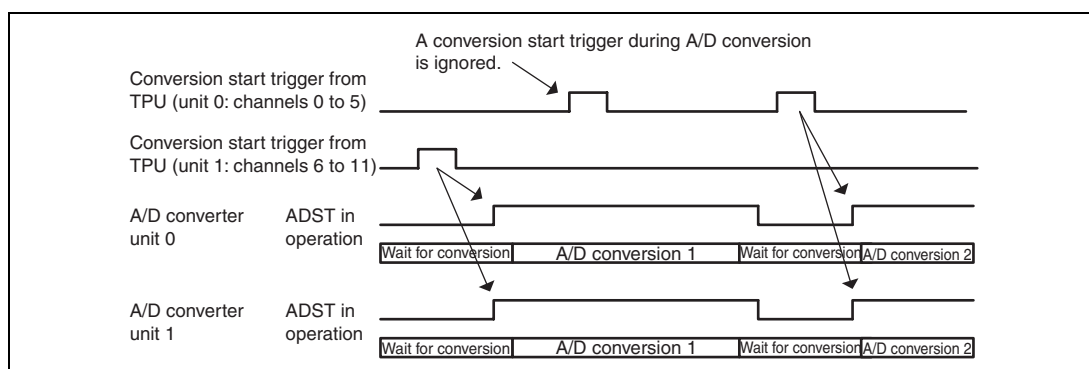 A conversion start trigger during A/D conversion
is ignored.
Conversion start trigger from
TPU (unit 0: channels 0 to 5)
Conversion start trigger from
TPU (unit 1: channels 6 to 11)
A/D converter
unit 0
ADST in
operation
Wait for conversion
A/D conversion 1
Wait for conversion
A/D conversion 2
A/D converter
unit 1
ADST in
operation
Wait for conversion
A/D conversion 1
Wait for conversion
A/D conversion 2